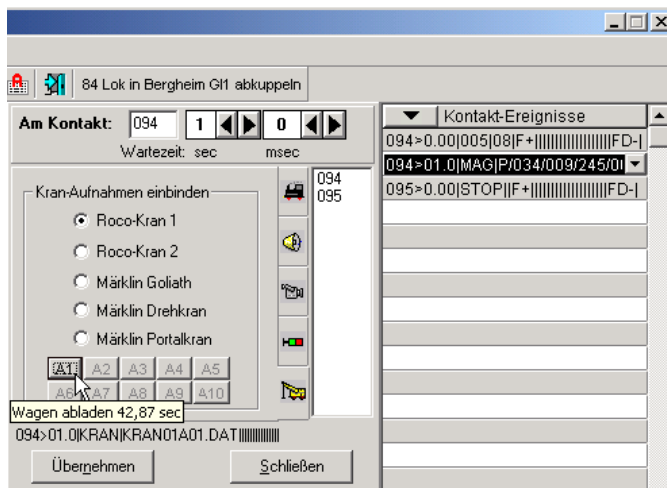 84 Lok in Bergheim Gl1 abkuppeln
Am Kontakt: 094 1 0
Wartezeit: sec msec
Kran-Aufnahmen einbinden
Roco-Kran 1
Roco-Kran 2
Märklin Goliath
Märklin Drehkran
Märklin Portalkran
A1 A2 A3 A4 A5
A6 A7 A8 A9 A10
Wagen abladen 42,87 sec
094>01.0|KRAN|KRAN01A01.DAT||||||||||||
Übernehmen Schließen
094
095
Kontakt-Ereignisse
094>0.00|005|08|F+||||||||||||||||||FD-|
094>01.0|MAG|P/034/009/245/0
095>0.00|STOP||F+||||||||||||||||||FD-|